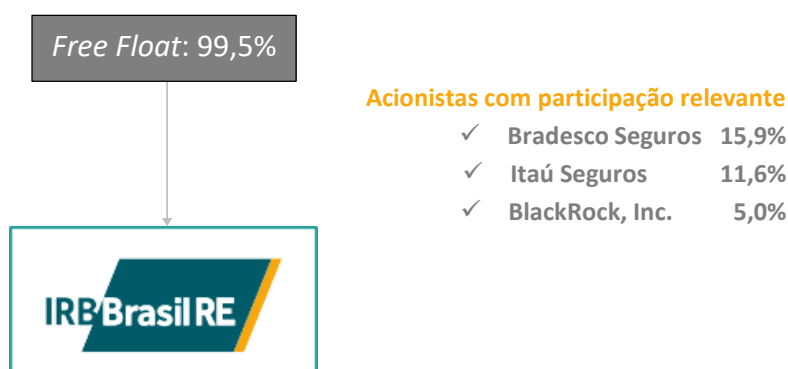 Free Float: 99,5%
Acionistas com participação relevante
✓ Bradesco Seguros 15,9%
✓ Itaú Seguros 11,6%
✓ BlackRock, Inc. 5,0%
IRB Brasil RE